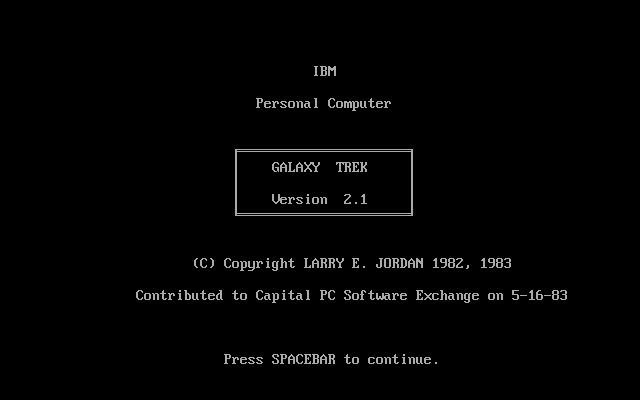 IBM
Personal Computer
GALAXY  TREK
Version  2.1
(C) Copyright LARRY E. JORDAN 1982, 1983
Contributed to Capital PC Software Exchange on 5-16-83
Press SPACEBAR to continue.